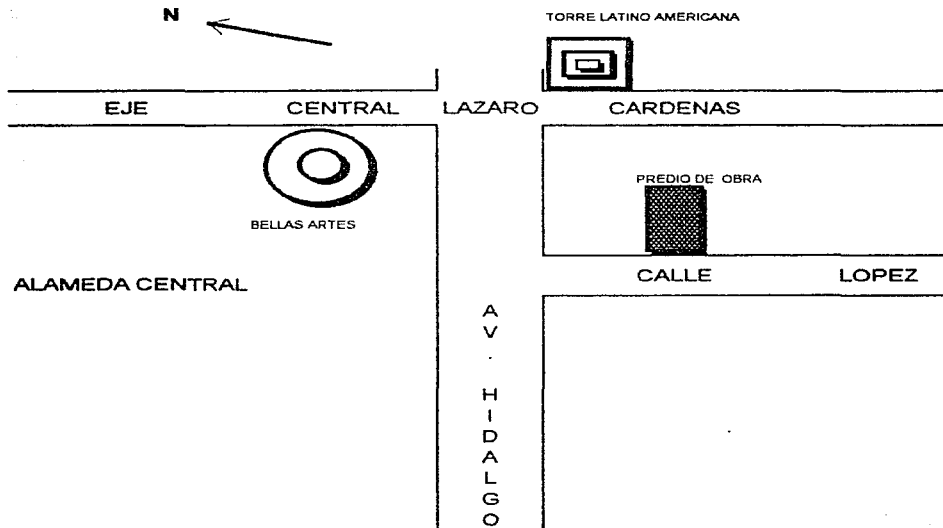 N
TORRE LATINO AMERICANA
EJE CENTRAL LAZARO CARDENAS
PREDIO DE OBRA
BELLAS ARTES
ALAMEDA CENTRAL
CALLE LOPEZ
AV. HIDALGO